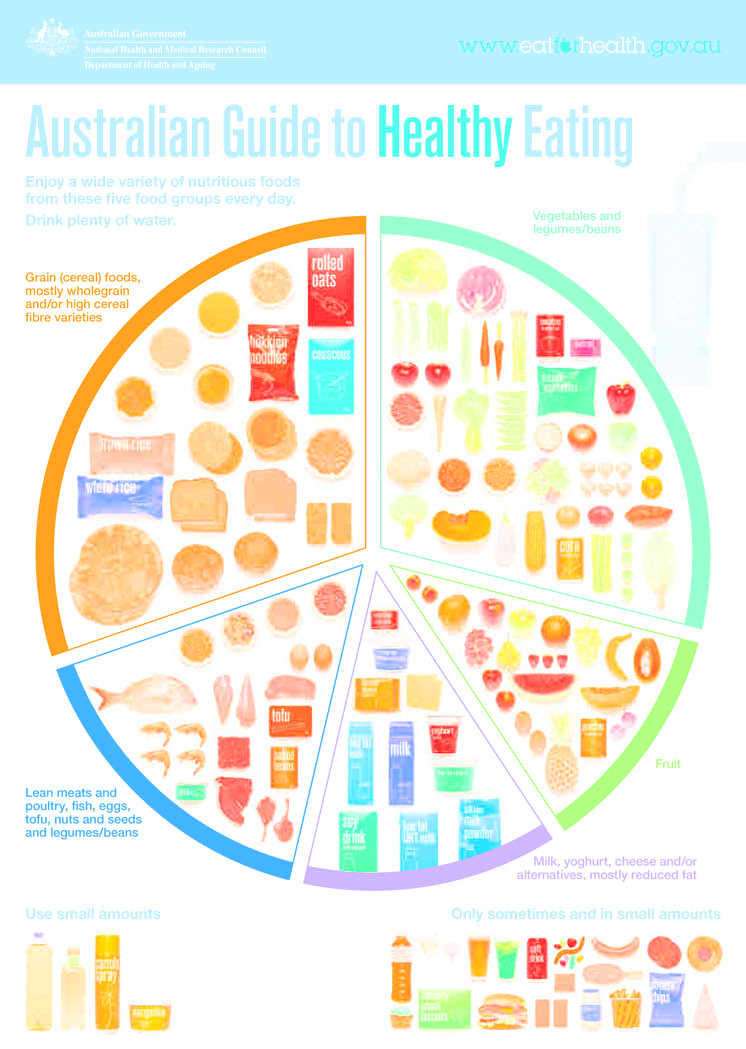 Australian Government
National Health and Medical Research Council
Department of Health and Ageing
www.eatforhealth.gov.au
Australian Guide to Healthy Eating
Enjoy a wide variety of nutritious foods
from these five food groups every day.
Drink plenty of water.
Vegetables and
legumes/beans
Grain (cereal) foods,
mostly wholegrain
and/or high cereal
fibre varieties
rolled
oats
hokkien
noodles
couscous
brown rice
white rice
corn
tofu
baked
beans
yoghurt
milk
soy
drink
low fat
UHT milk
skim
milk
powder
Fruit
Lean meats and
poultry, fish, eggs,
tofu, nuts and seeds
and legumes/beans
Milk, yoghurt, cheese and/or
alternatives, mostly reduced fat
Use small amounts
Only sometimes and in small amounts
canola
spray
margarine
soft
drink
chips